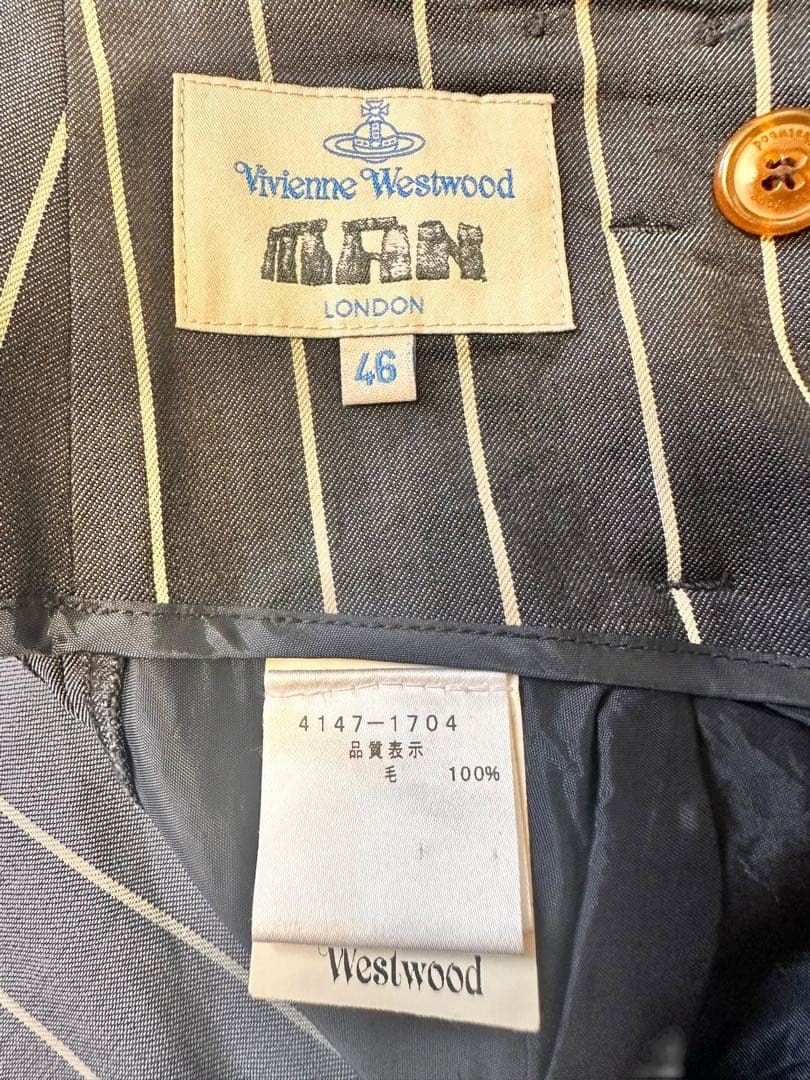 Vivienne Westwood
MAN
LONDON
46
4147-1704
品質表示
毛 100%
Westwood